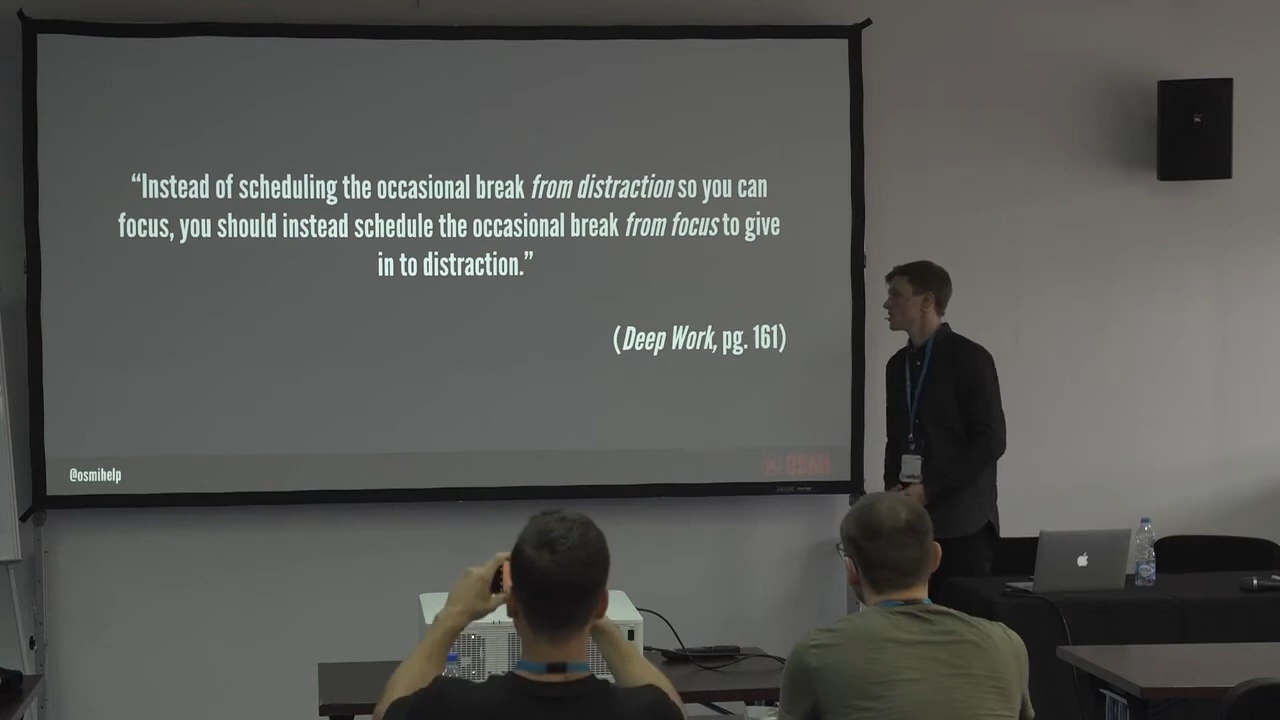 “Instead of scheduling the occasional break from distraction so you can
focus, you should instead schedule the occasional break from focus to give
in to distraction.”
(Deep Work, pg. 161)
@osmihelp
OSMI